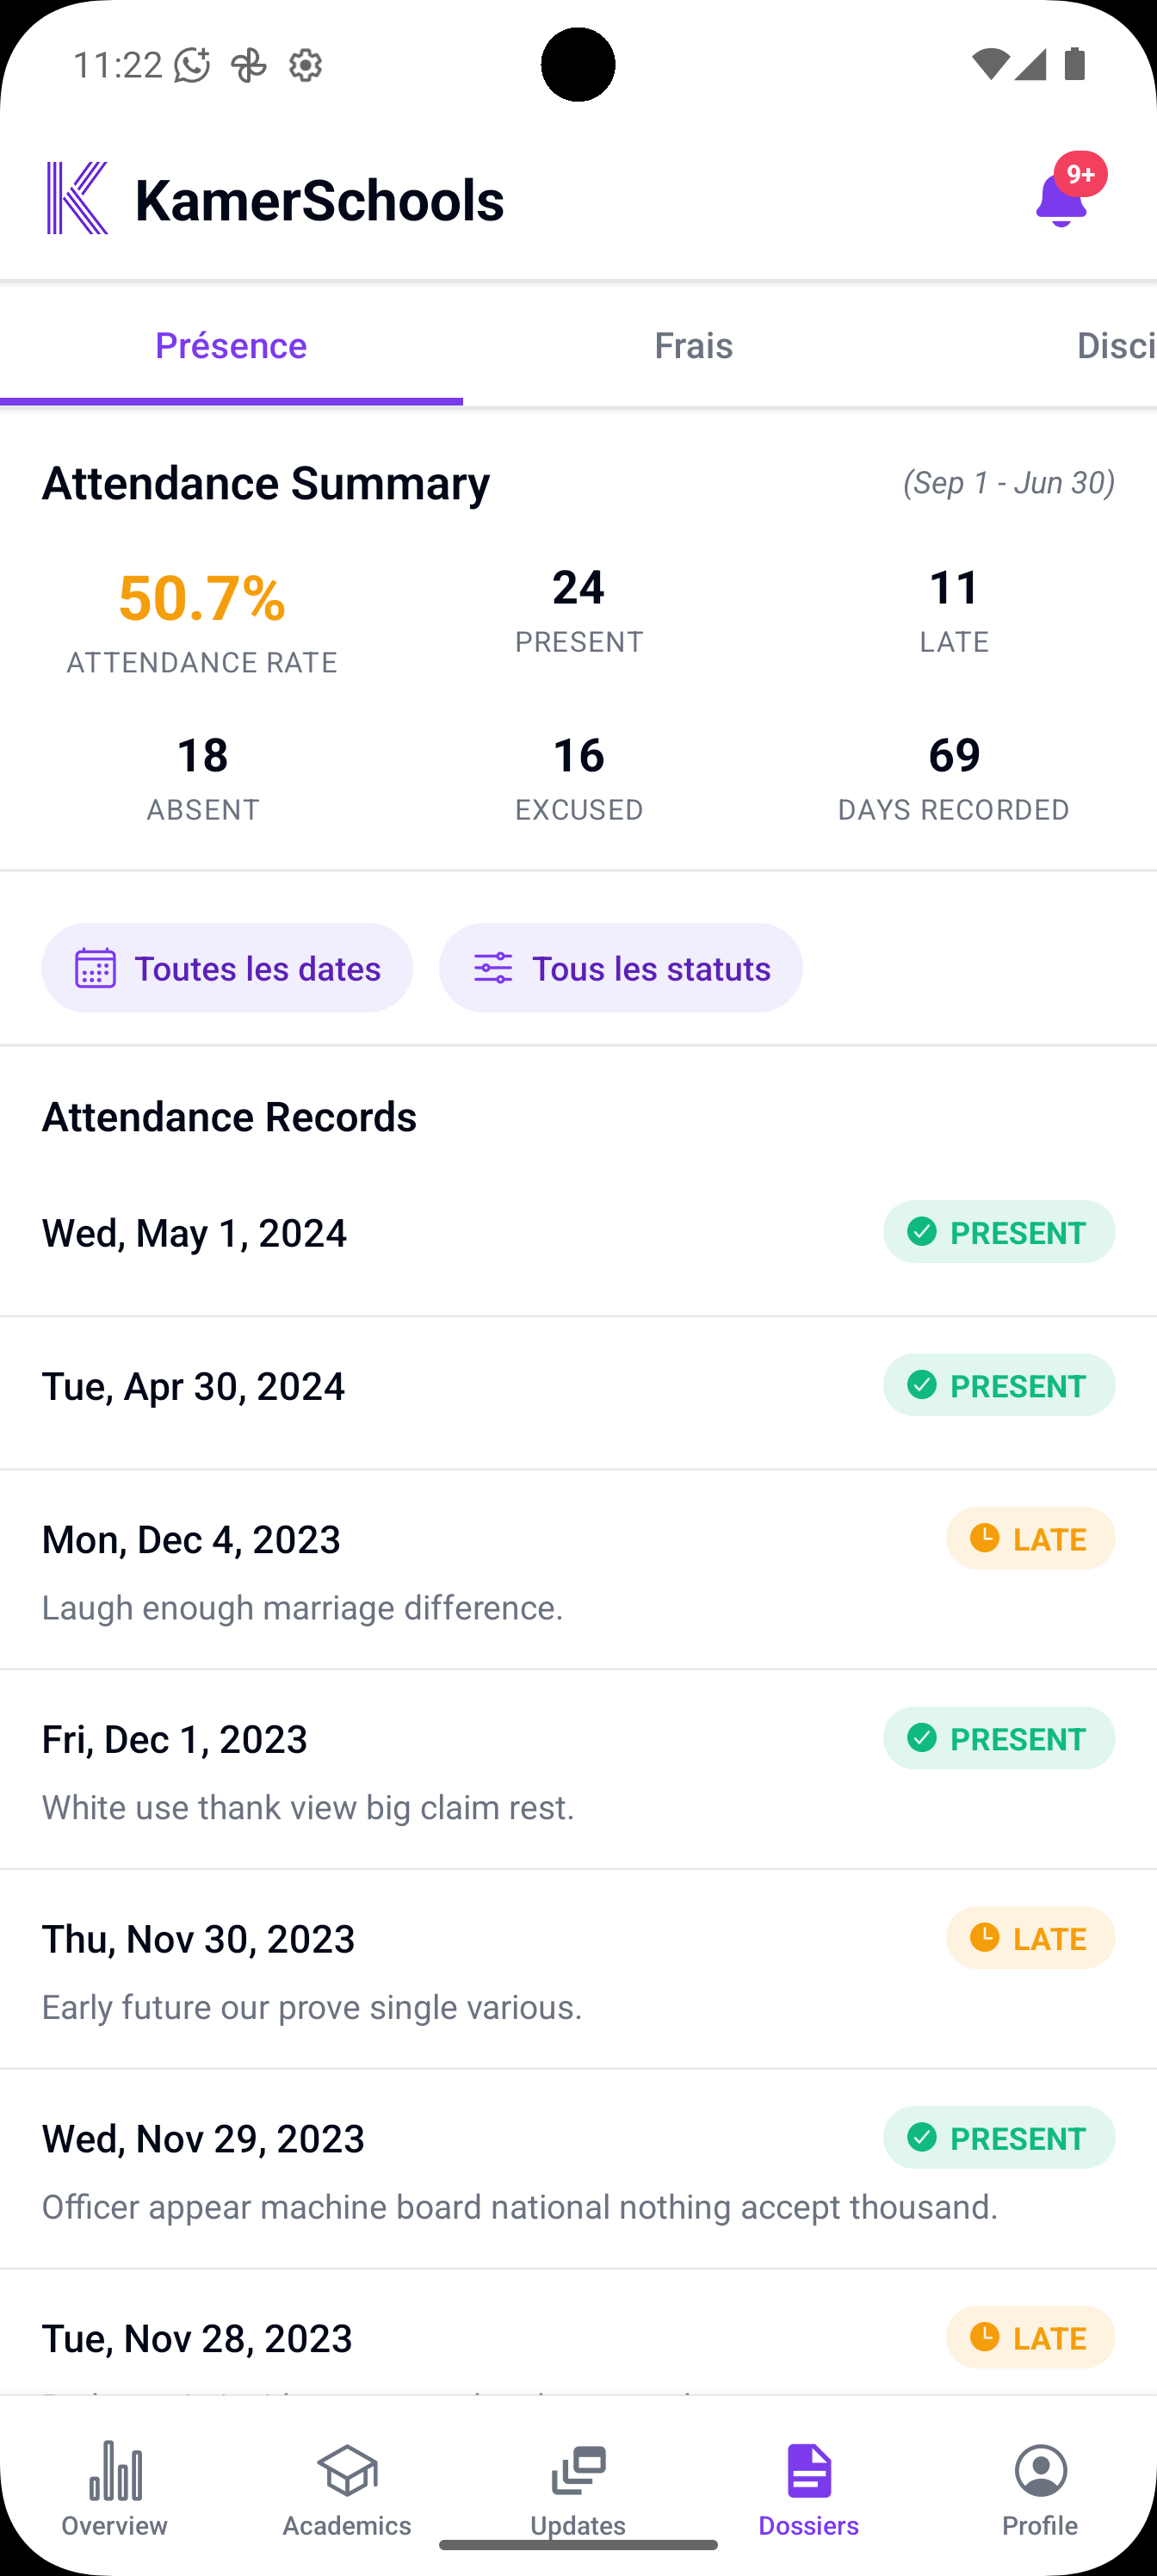 11:22
KamerSchools
9+
Présence
Frais
Disci
Attendance Summary
(Sep 1 - Jun 30)
50.7%
ATTENDANCE RATE
24
PRESENT
11
LATE
18
ABSENT
16
EXCUSED
69
DAYS RECORDED
Toutes les dates
Tous les statuts
Attendance Records
Wed, May 1, 2024
PRESENT
Tue, Apr 30, 2024
PRESENT
Mon, Dec 4, 2023
LATE
Laugh enough marriage difference.
Fri, Dec 1, 2023
PRESENT
White use thank view big claim rest.
Thu, Nov 30, 2023
LATE
Early future our prove single various.
Wed, Nov 29, 2023
PRESENT
Officer appear machine board national nothing accept thousand.
Tue, Nov 28, 2023
LATE
Overview
Academics
Updates
Dossiers
Profile